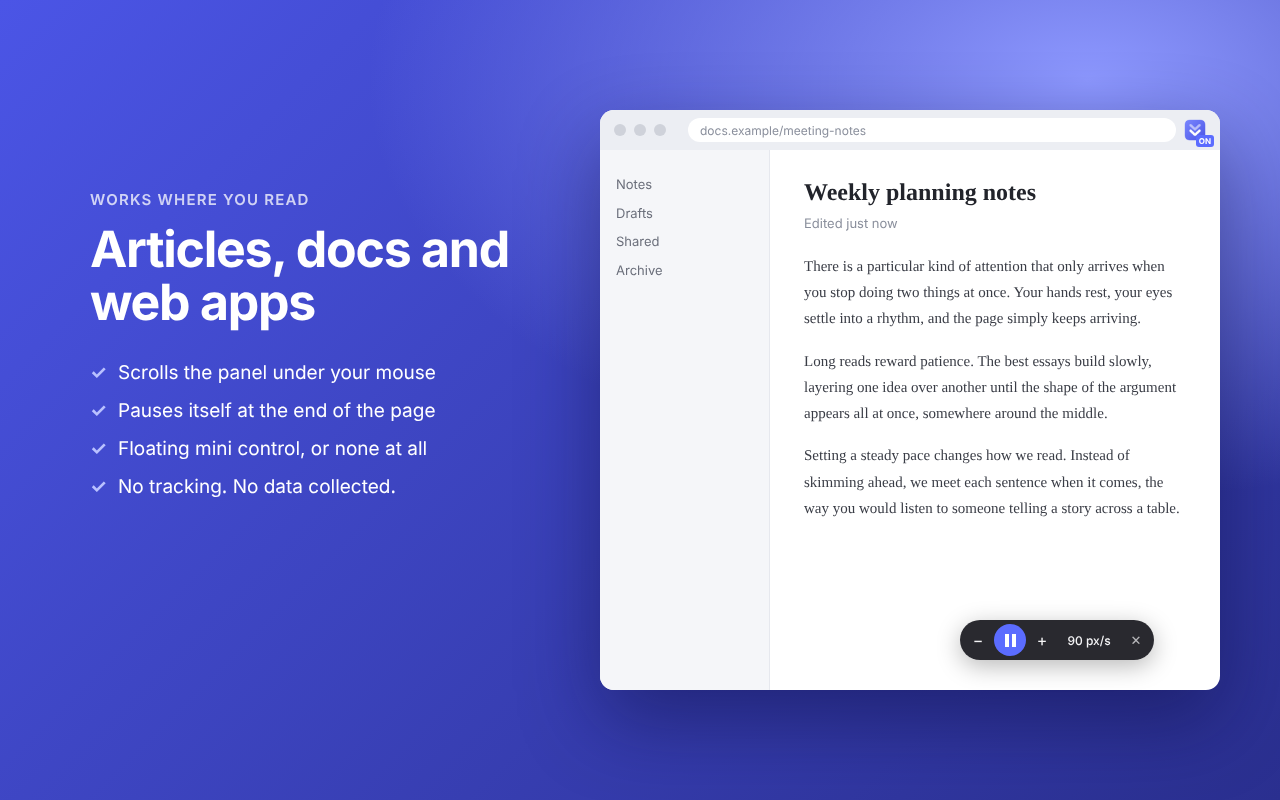 WORKS WHERE YOU READ
Articles, docs and
web apps
✓ Scrolls the panel under your mouse
✓ Pauses itself at the end of the page
✓ Floating mini control, or none at all
✓ No tracking. No data collected.
docs.example/meeting-notes
ON
Notes
Drafts
Shared
Archive
Weekly planning notes
Edited just now
There is a particular kind of attention that only arrives when
you stop doing two things at once. Your hands rest, your eyes
settle into a rhythm, and the page simply keeps arriving.
Long reads reward patience. The best essays build slowly,
layering one idea over another until the shape of the argument
appears all at once, somewhere around the middle.
Setting a steady pace changes how we read. Instead of
skimming ahead, we meet each sentence when it comes, the
way you would listen to someone telling a story across a table.
− + 90 px/s ×